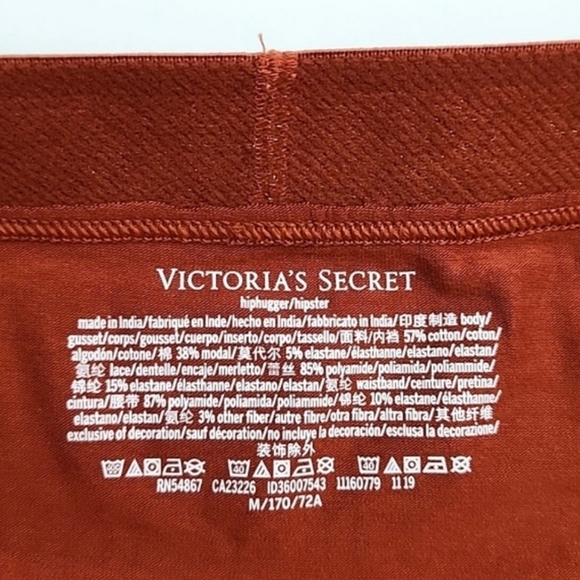 VICTORIA'S SECRET
hiphugger/hipster
made in India/fabriqué en Inde/hecho en India/fabbricato in India/印度制造 body/
gusset/corps/gousset/cuerpo/inserto/corpo/tassello/面料/内裆 57% cotton/coton/
algodón/cotone/棉 38% modal/莫代尔 5% elastane/élasthanne/elastano/elastan/
氨纶 lace/dentelle/encaje/merletto/蕾丝 85% polyamide/poliamida/poliammide/
锦纶 15% elastane/élasthanne/elastano/elastan/氨纶 waistband/ceinture/pretina/
cintura/腰带 87% polyamide/poliamida/poliammide/锦纶 10% elastane/élasthanne/
elastano/elastan/氨纶 3% other fiber/autre fibre/otra fibra/altra fibra/其他纤维
exclusive of decoration/sauf décoration/no incluye la decoración/esclusa la decorazione/
装饰除外
40 40 40
RN54867 CA23226 ID36007543 11160779 11 19
M/170/72A